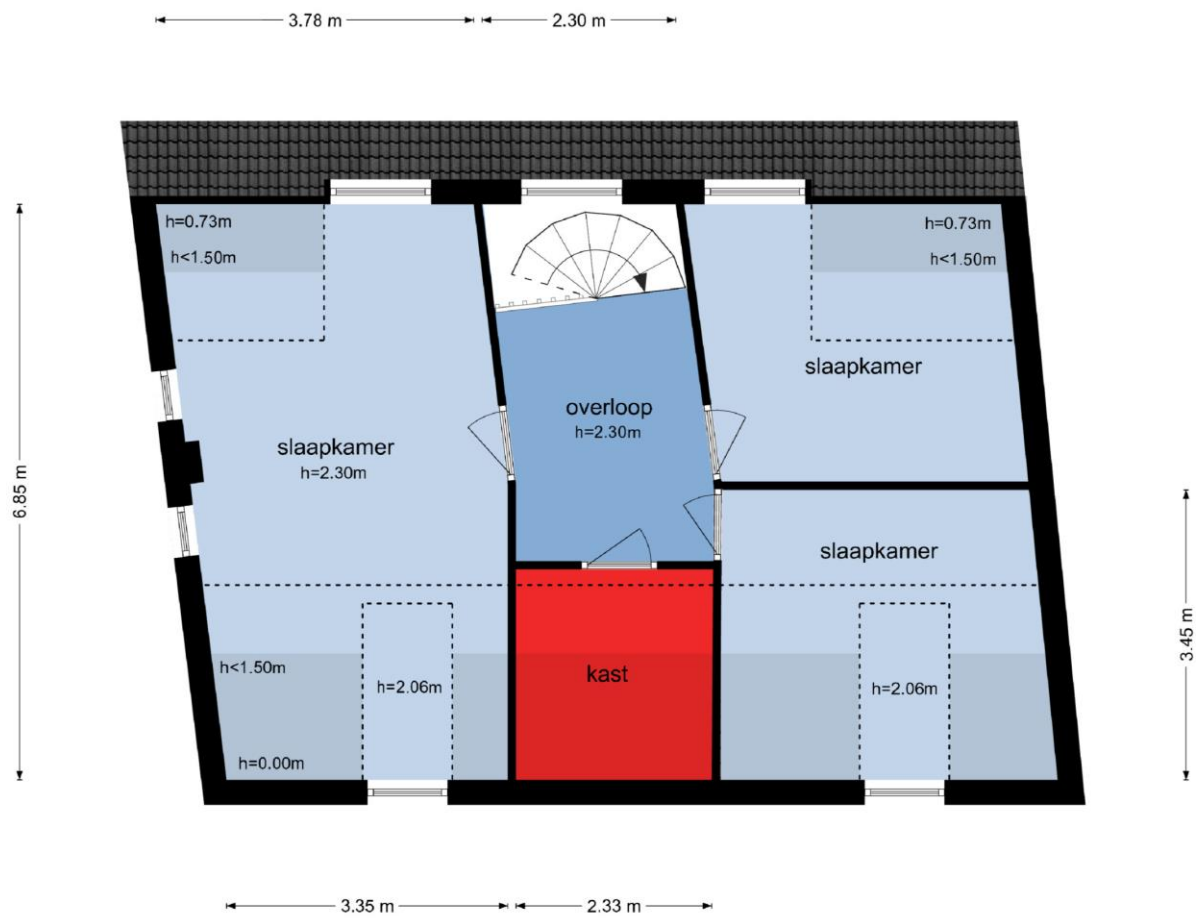 3.78 m
2.30 m
h=0.73m
h<1.50m
h=0.73m
h<1.50m
slaapkamer
overloop
h=2.30m
slaapkamer
h=2.30m
6.85 m
slaapkamer
3.45 m
h<1.50m
kast
h=2.06m
h=2.06m
h=0.00m
3.35 m
2.33 m